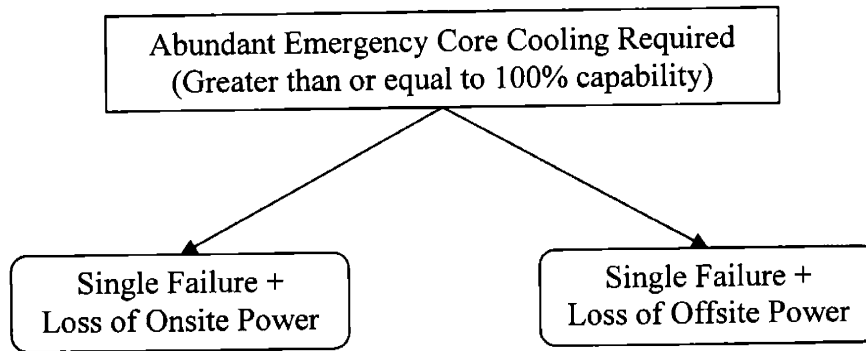 Abundant Emergency Core Cooling Required
(Greater than or equal to 100% capability)
Single Failure +
Loss of Onsite Power
Single Failure +
Loss of Offsite Power